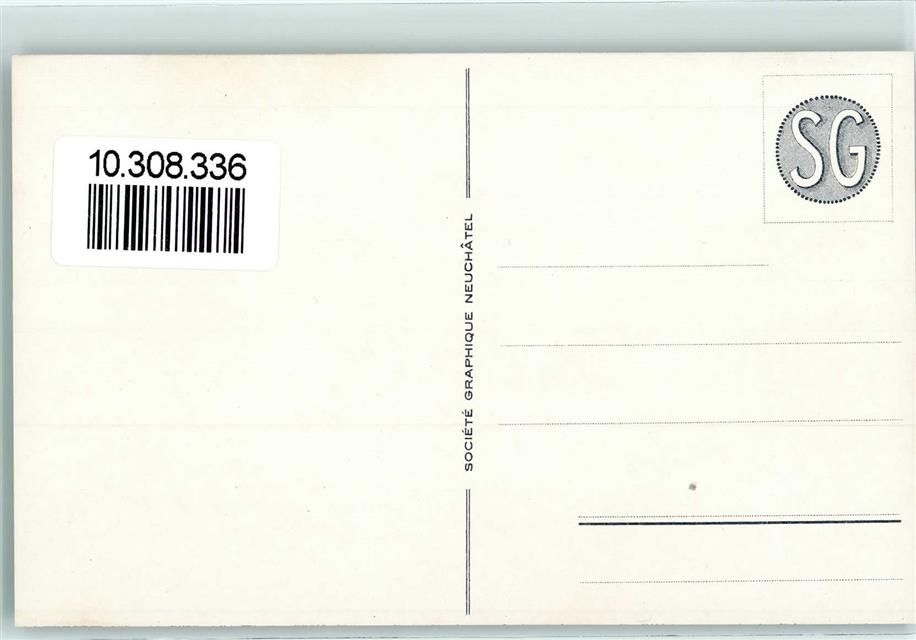 10.308.336
SG
SOCIÉTÉ GRAPHIQUE NEUCHÂTEL